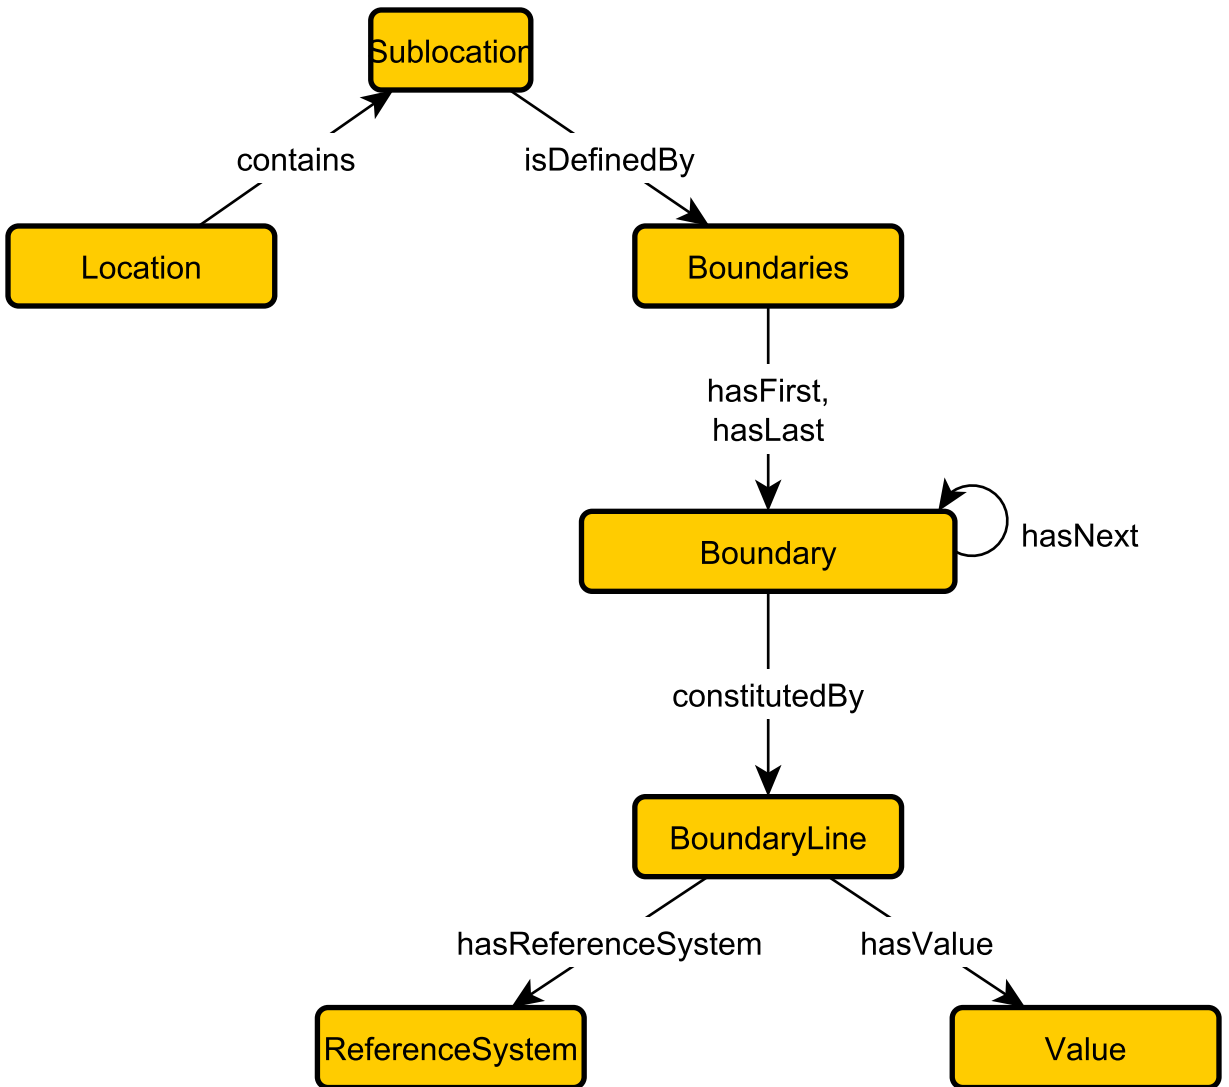 Sublocation
contains
isDefinedBy
Location
Boundaries
hasFirst,
hasLast
hasNext
Boundary
constitutedBy
BoundaryLine
hasReferenceSystem
hasValue
ReferenceSystem
Value